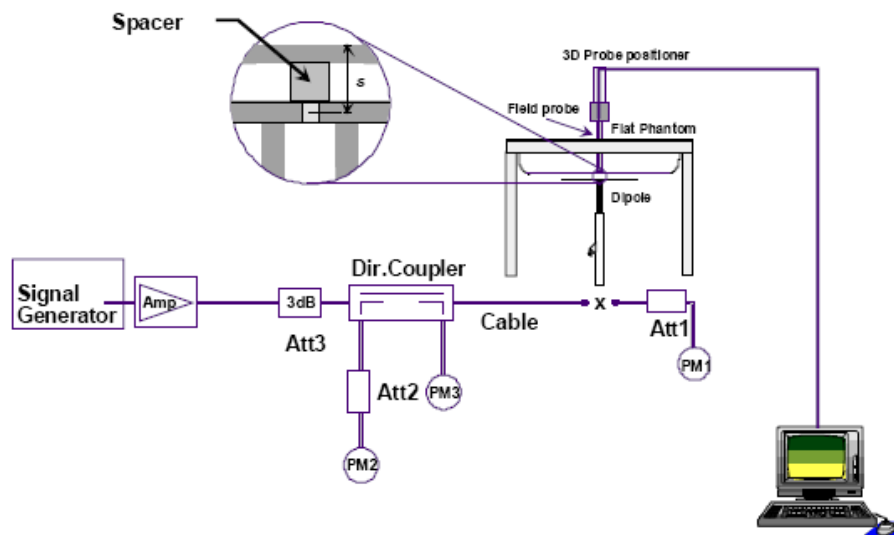 Spacer
s
3D Probe positioner
Field probe
Flat Phantom
Dipole
Signal
Generator
Amp
3dB
Att3
Dir.Coupler
Cable
x
Att1
PM1
Att2
PM3
PM2